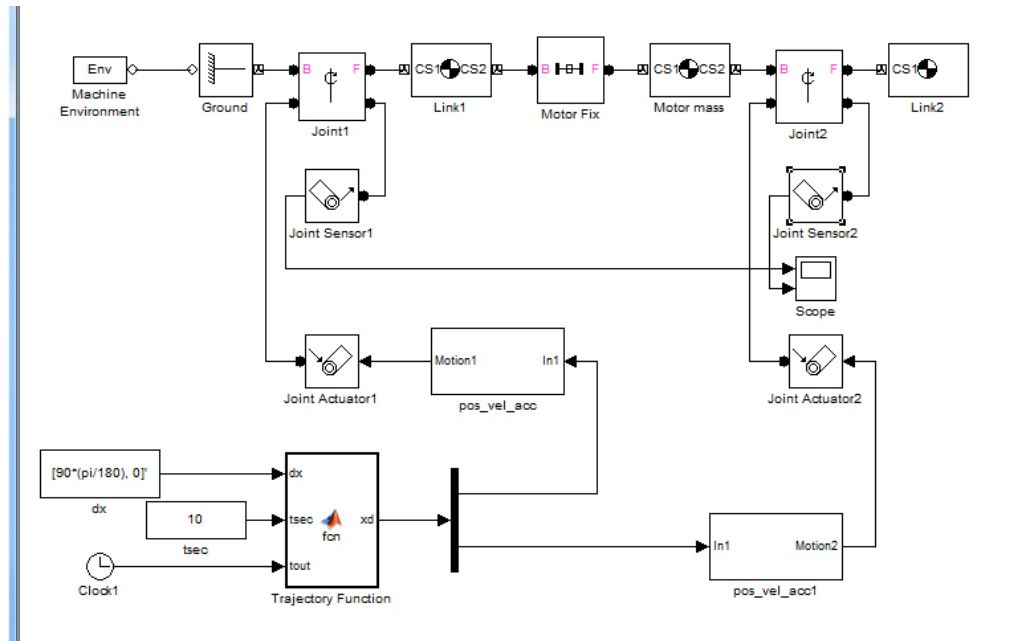 Env
Machine
Environment
Ground
B F
Joint1
CS1 CS2
Link1
B F
Motor Fix
CS1 CS2
Motor mass
B F
Joint2
CS1
Link2
Joint Sensor1
Joint Sensor2
Scope
Joint Actuator1
Motion1 In1
pos_vel_acc
Joint Actuator2
[90*(pi/180), 0]'
dx
10
tsec
Clock1
dx
tsec xd
fcn
tout
Trajectory Function
In1 Motion2
pos_vel_acc1